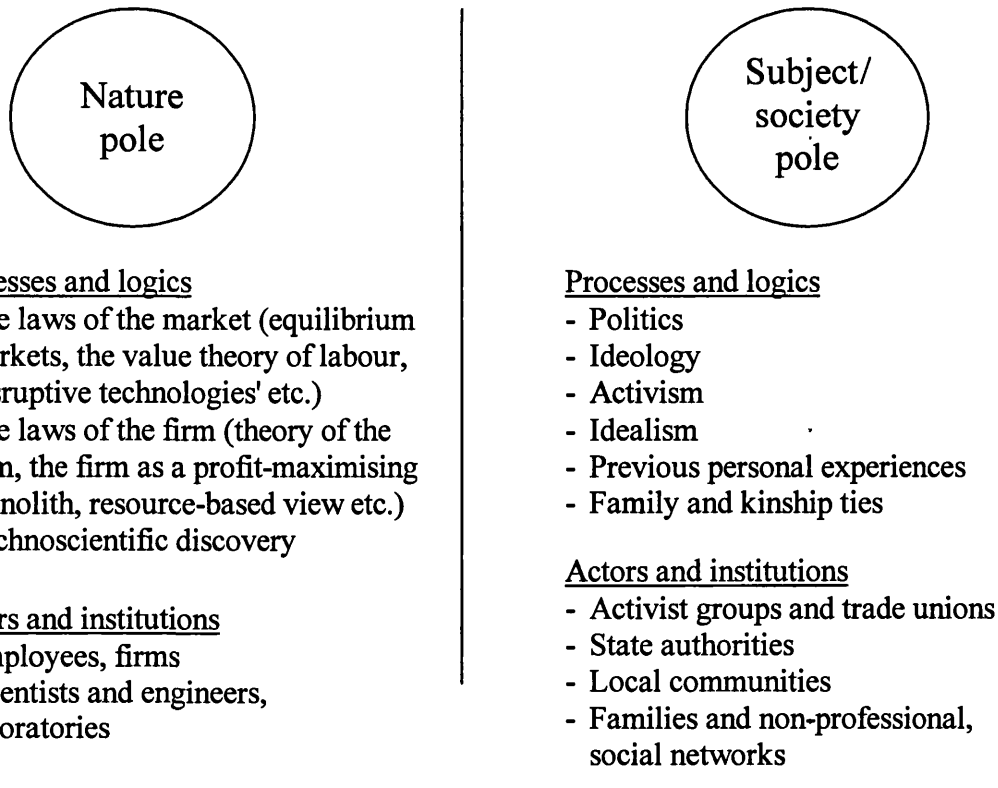 Nature
pole
Subject/
society
pole
esses and logics
e laws of the market (equilibrium
rkets, the value theory of labour,
ruptive technologies' etc.)
e laws of the firm (theory of the
m, the firm as a profit-maximising
nolith, resource-based view etc.)
chnoscientific discovery
rs and institutions
ployees, firms
entists and engineers,
oratories
Processes and logics
- Politics
- Ideology
- Activism
- Idealism
- Previous personal experiences
- Family and kinship ties
Actors and institutions
- Activist groups and trade unions
- State authorities
- Local communities
- Families and non-professional,
social networks